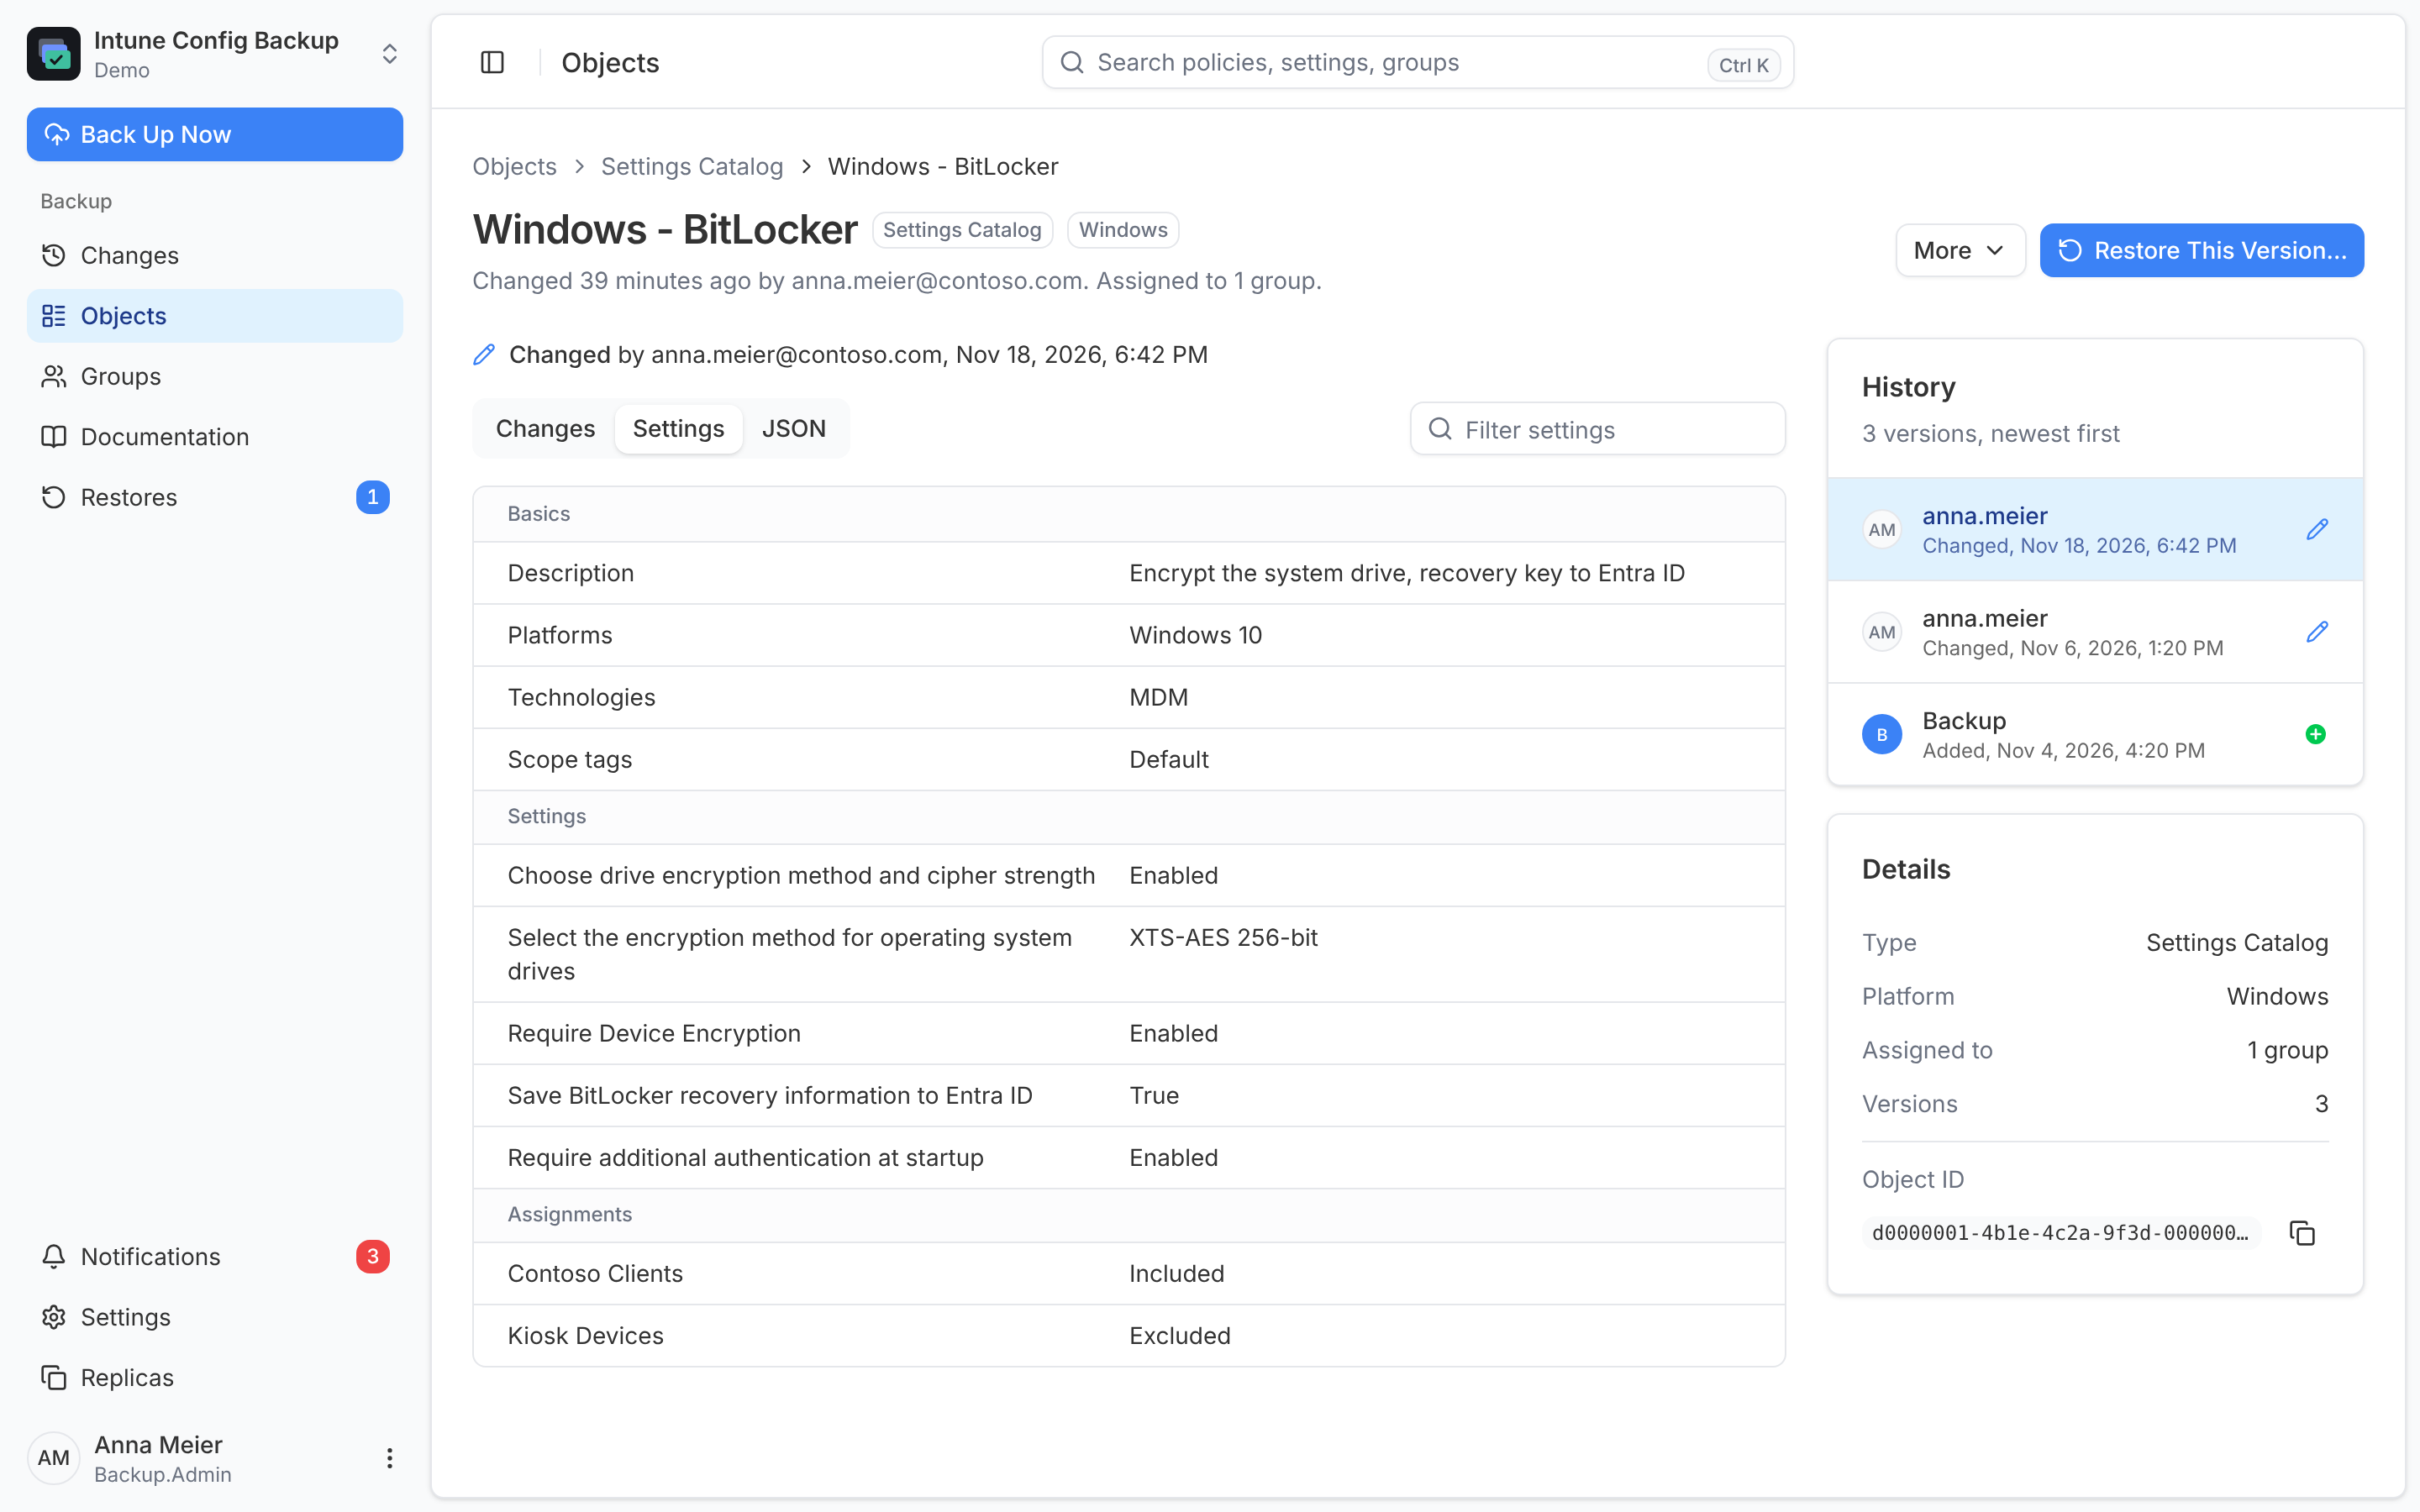 Intune Config Backup
Demo
Back Up Now
Backup
Changes
Objects
Groups
Documentation
Restores
1
Notifications
3
Settings
Replicas
AM
Anna Meier
Backup.Admin
Objects
Search policies, settings, groups
Ctrl K
Objects > Settings Catalog > Windows - BitLocker
Windows - BitLocker
Settings Catalog
Windows
Changed 39 minutes ago by anna.meier@contoso.com. Assigned to 1 group.
More
Restore This Version...
Changed by anna.meier@contoso.com, Nov 18, 2026, 6:42 PM
Changes
Settings
JSON
Filter settings
Basics
Description
Encrypt the system drive, recovery key to Entra ID
Platforms
Windows 10
Technologies
MDM
Scope tags
Default
Settings
Choose drive encryption method and cipher strength
Enabled
Select the encryption method for operating system
drives
XTS-AES 256-bit
Require Device Encryption
Enabled
Save BitLocker recovery information to Entra ID
True
Require additional authentication at startup
Enabled
Assignments
Contoso Clients
Included
Kiosk Devices
Excluded
History
3 versions, newest first
AM
anna.meier
Changed, Nov 18, 2026, 6:42 PM
AM
anna.meier
Changed, Nov 6, 2026, 1:20 PM
B
Backup
Added, Nov 4, 2026, 4:20 PM
Details
Type
Settings Catalog
Platform
Windows
Assigned to
1 group
Versions
3
Object ID
d0000001-4b1e-4c2a-9f3d-000000…